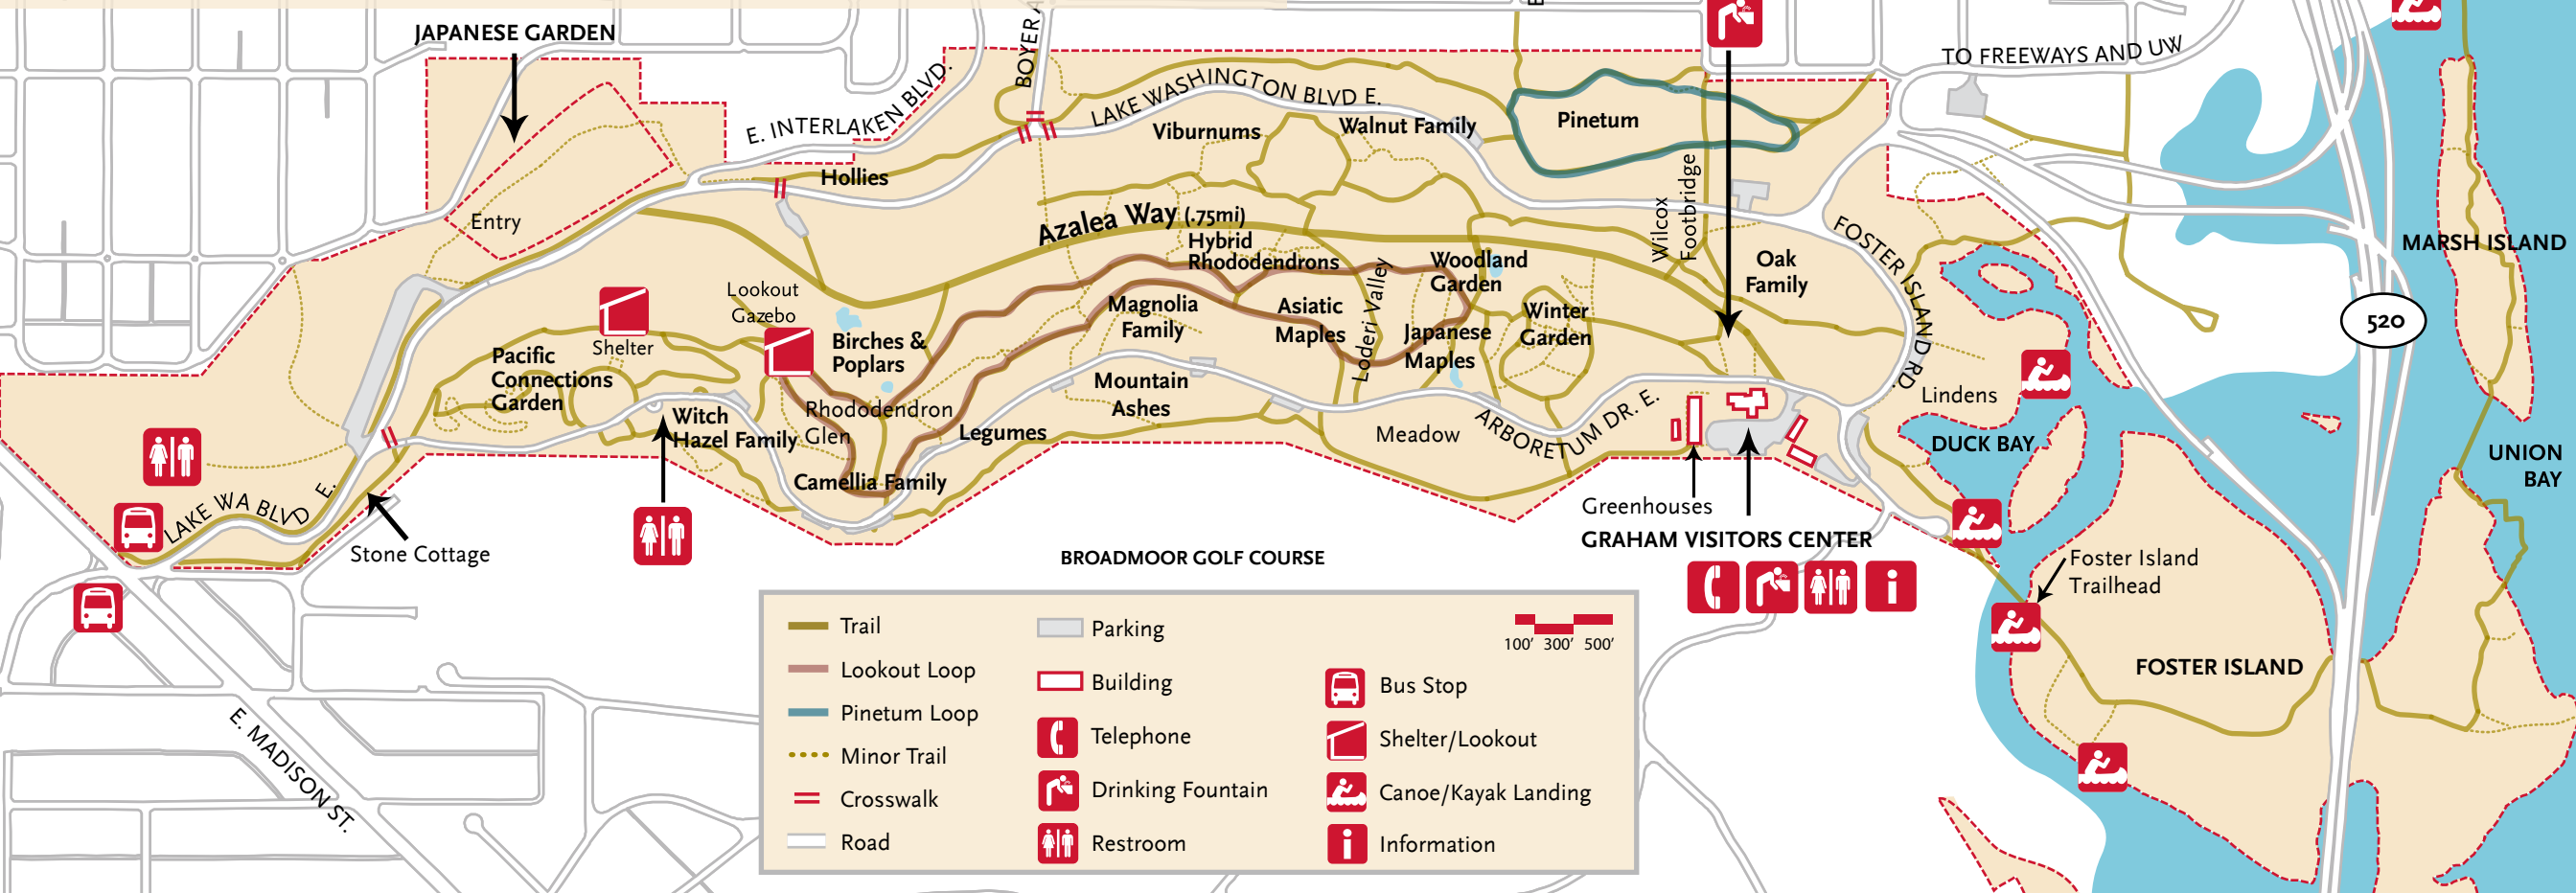 JAPANESE GARDEN
BOYER A
E
TO FREEWAYS AND UW
E. INTERLAKEN BLVD.
LAKE WASHINGTON BLVD E.
Viburnums
Walnut Family
Pinetum
Hollies
Entry
Azalea Way (.75mi)
Hybrid
Rhododendrons
Wilcox
Footbridge
Oak
Family
FOSTER ISLAND RD.
MARSH ISLAND
Woodland
Garden
Loderi Valley
Lookout
Gazebo
Magnolia
Family
Asiatic
Maples
Japanese
Maples
Winter
Garden
520
Shelter
Birches &
Poplars
Pacific
Connections
Garden
Mountain
Ashes
Lindens
Rhododendron
Glen
Witch
Hazel Family
Legumes
Meadow
ARBORETUM DR. E.
DUCK BAY
UNION
BAY
Camellia Family
LAKE WA BLVD E.
Stone Cottage
Greenhouses
GRAHAM VISITORS CENTER
BROADMOOR GOLF COURSE
Foster Island
Trailhead
FOSTER ISLAND
E. MADISON ST.
Trail
Lookout Loop
Pinetum Loop
Minor Trail
Crosswalk
Road
Parking
Building
Telephone
Drinking Fountain
Restroom
100' 300' 500'
Bus Stop
Shelter/Lookout
Canoe/Kayak Landing
Information